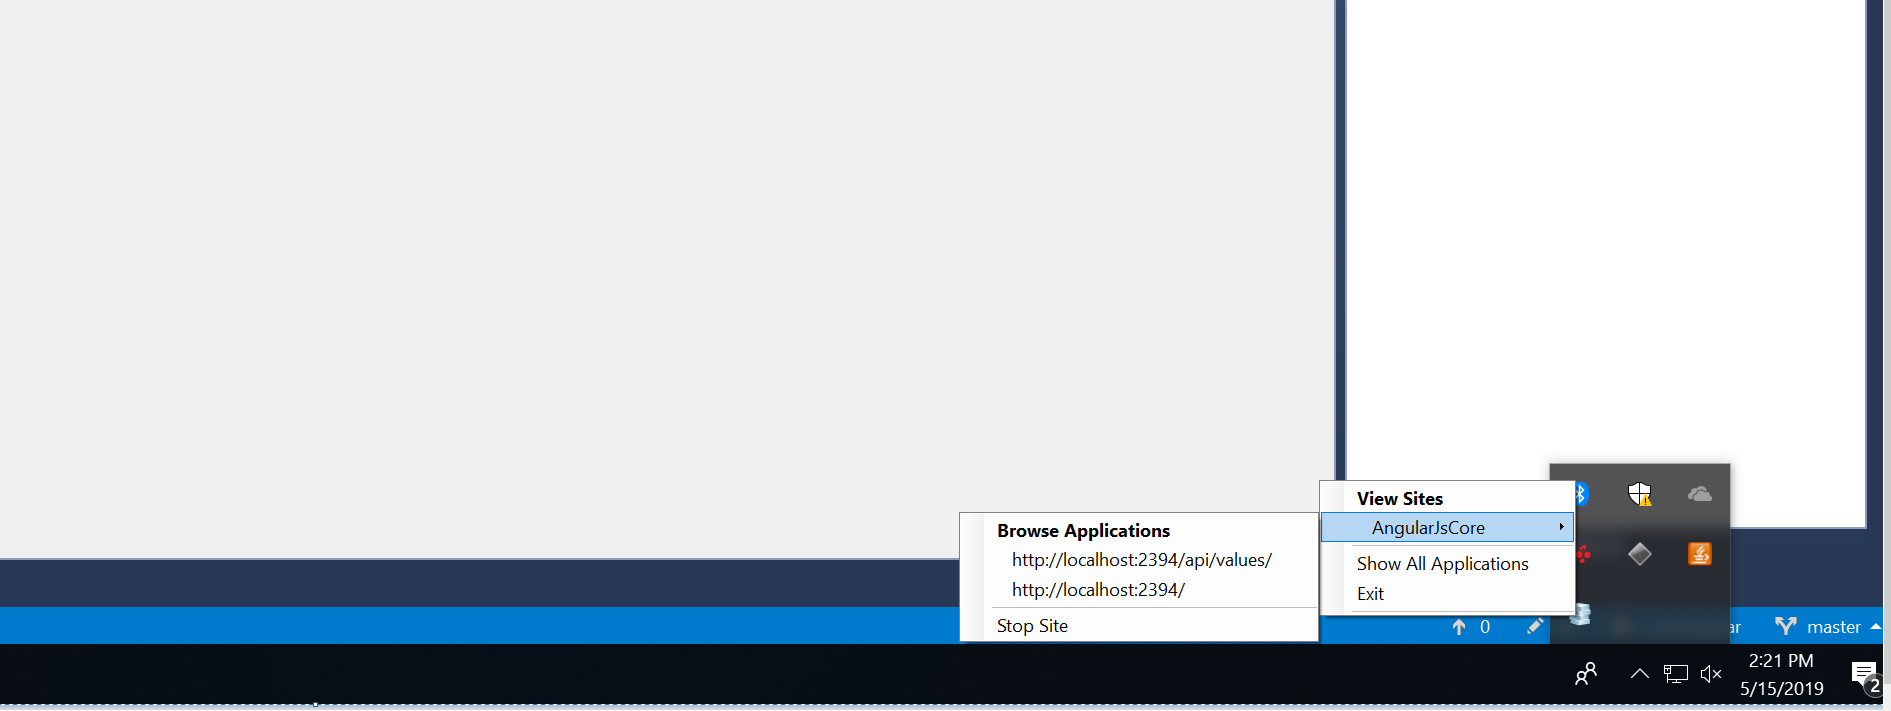 View Sites
AngularJsCore
Show All Applications
Exit
Browse Applications
http://localhost:2394/api/values/
http://localhost:2394/
Stop Site
0
ar
master
2:21 PM
5/15/2019
2